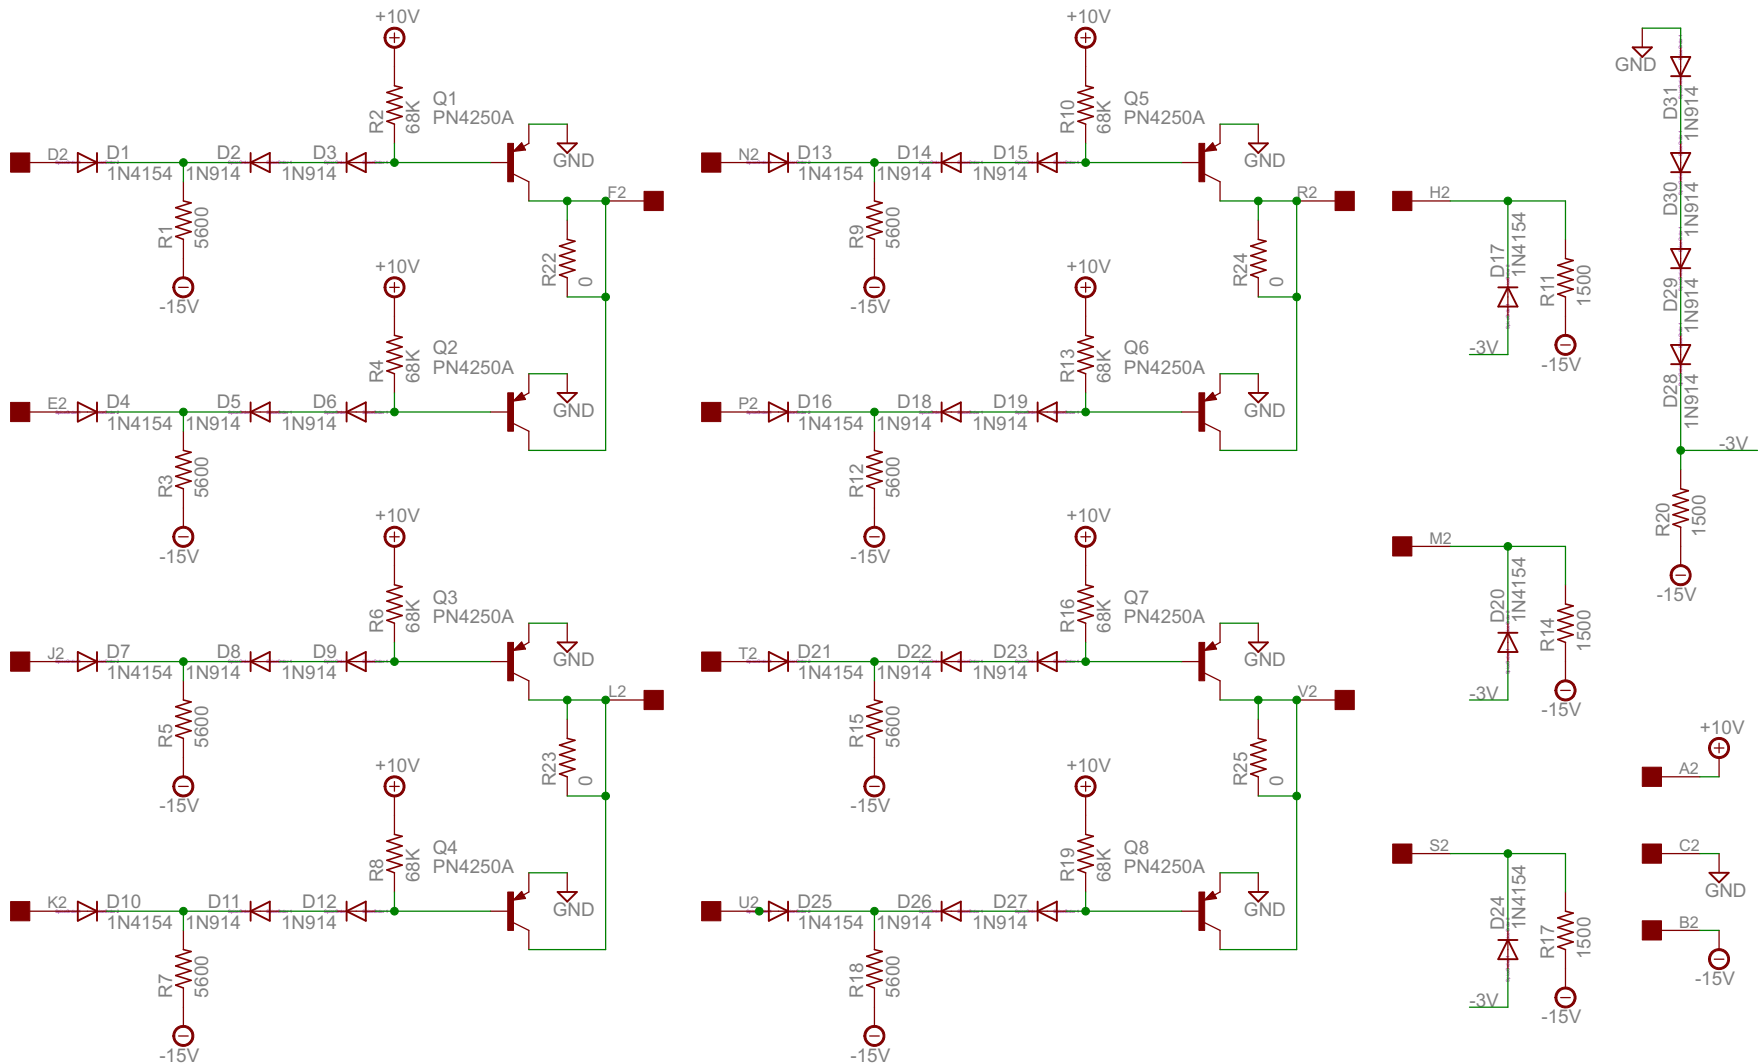 +10V
R2
68K
Q1
PN4250A
D2
D1
1N4154
D2
1N914
D3
1N914
GND
R1
5600
-15V
F2
R22
0
+10V
R4
68K
Q2
PN4250A
E2
D4
1N4154
D5
1N914
D6
1N914
GND
R3
5600
-15V
+10V
R6
68K
Q3
PN4250A
J2
D7
1N4154
D8
1N914
D9
1N914
GND
R5
5600
-15V
L2
R23
0
+10V
R8
68K
Q4
PN4250A
K2
D10
1N4154
D11
1N914
D12
1N914
GND
R7
5600
-15V
+10V
R10
68K
Q5
PN4250A
N2
D13
1N4154
D14
1N914
D15
1N914
GND
R9
5600
-15V
R2
R24
0
+10V
R13
68K
Q6
PN4250A
P2
D16
1N4154
D18
1N914
D19
1N914
GND
R12
5600
-15V
+10V
R16
68K
Q7
PN4250A
T2
D21
1N4154
D22
1N914
D23
1N914
GND
R15
5600
-15V
V2
R25
0
+10V
R19
68K
Q8
PN4250A
U2
D25
1N4154
D26
1N914
D27
1N914
GND
R18
5600
-15V
H2
D17
1N4154
R11
1500
-3V
-15V
M2
D20
1N4154
R14
1500
-3V
-15V
S2
D24
1N4154
R17
1500
-3V
-15V
GND
D31
1N914
D30
1N914
D29
1N914
D28
1N914
-3V
R20
1500
-15V
+10V
A2
C2
GND
B2
-15V